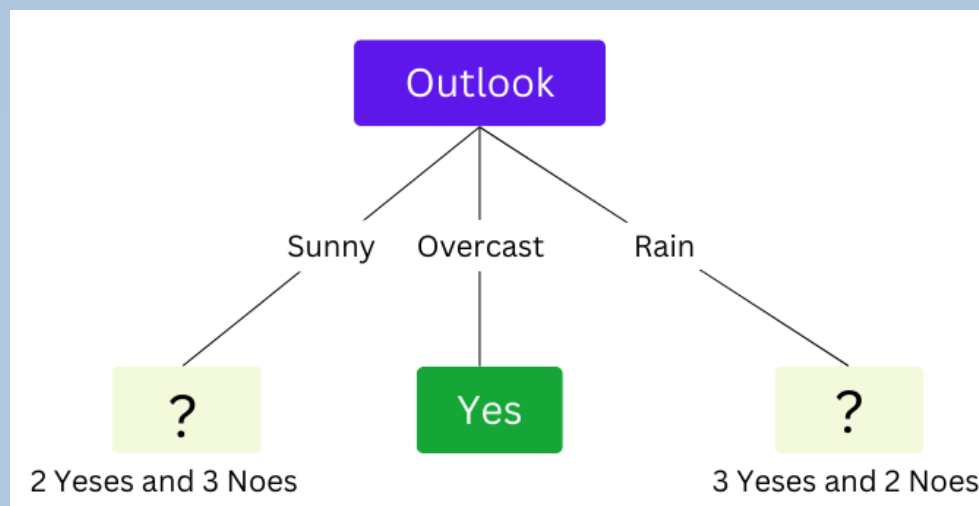 Outlook
Sunny
Overcast
Rain
?
Yes
?
2 Yeses and 3 Noes
3 Yeses and 2 Noes